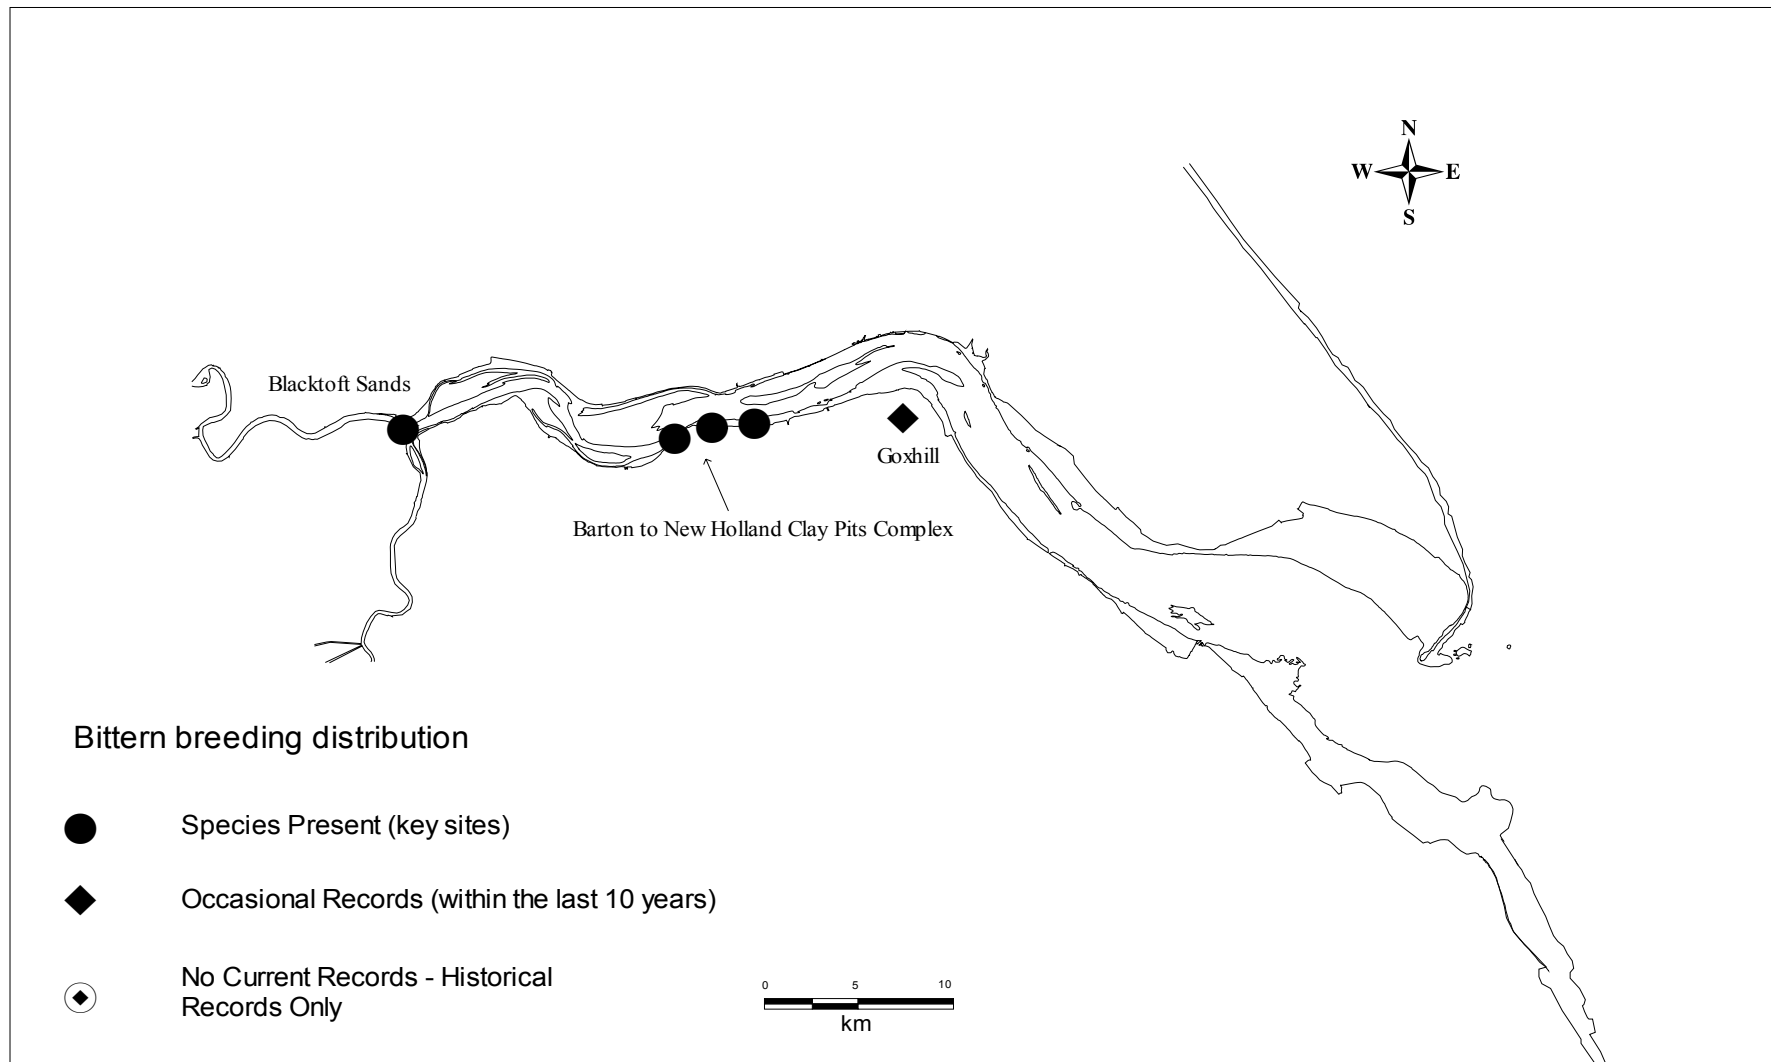 N
W E
S
Blacktoft Sands
Goxhill
Barton to New Holland Clay Pits Complex
Bittern breeding distribution
Species Present (key sites)
Occasional Records (within the last 10 years)
No Current Records - Historical
Records Only
0 5 10
km